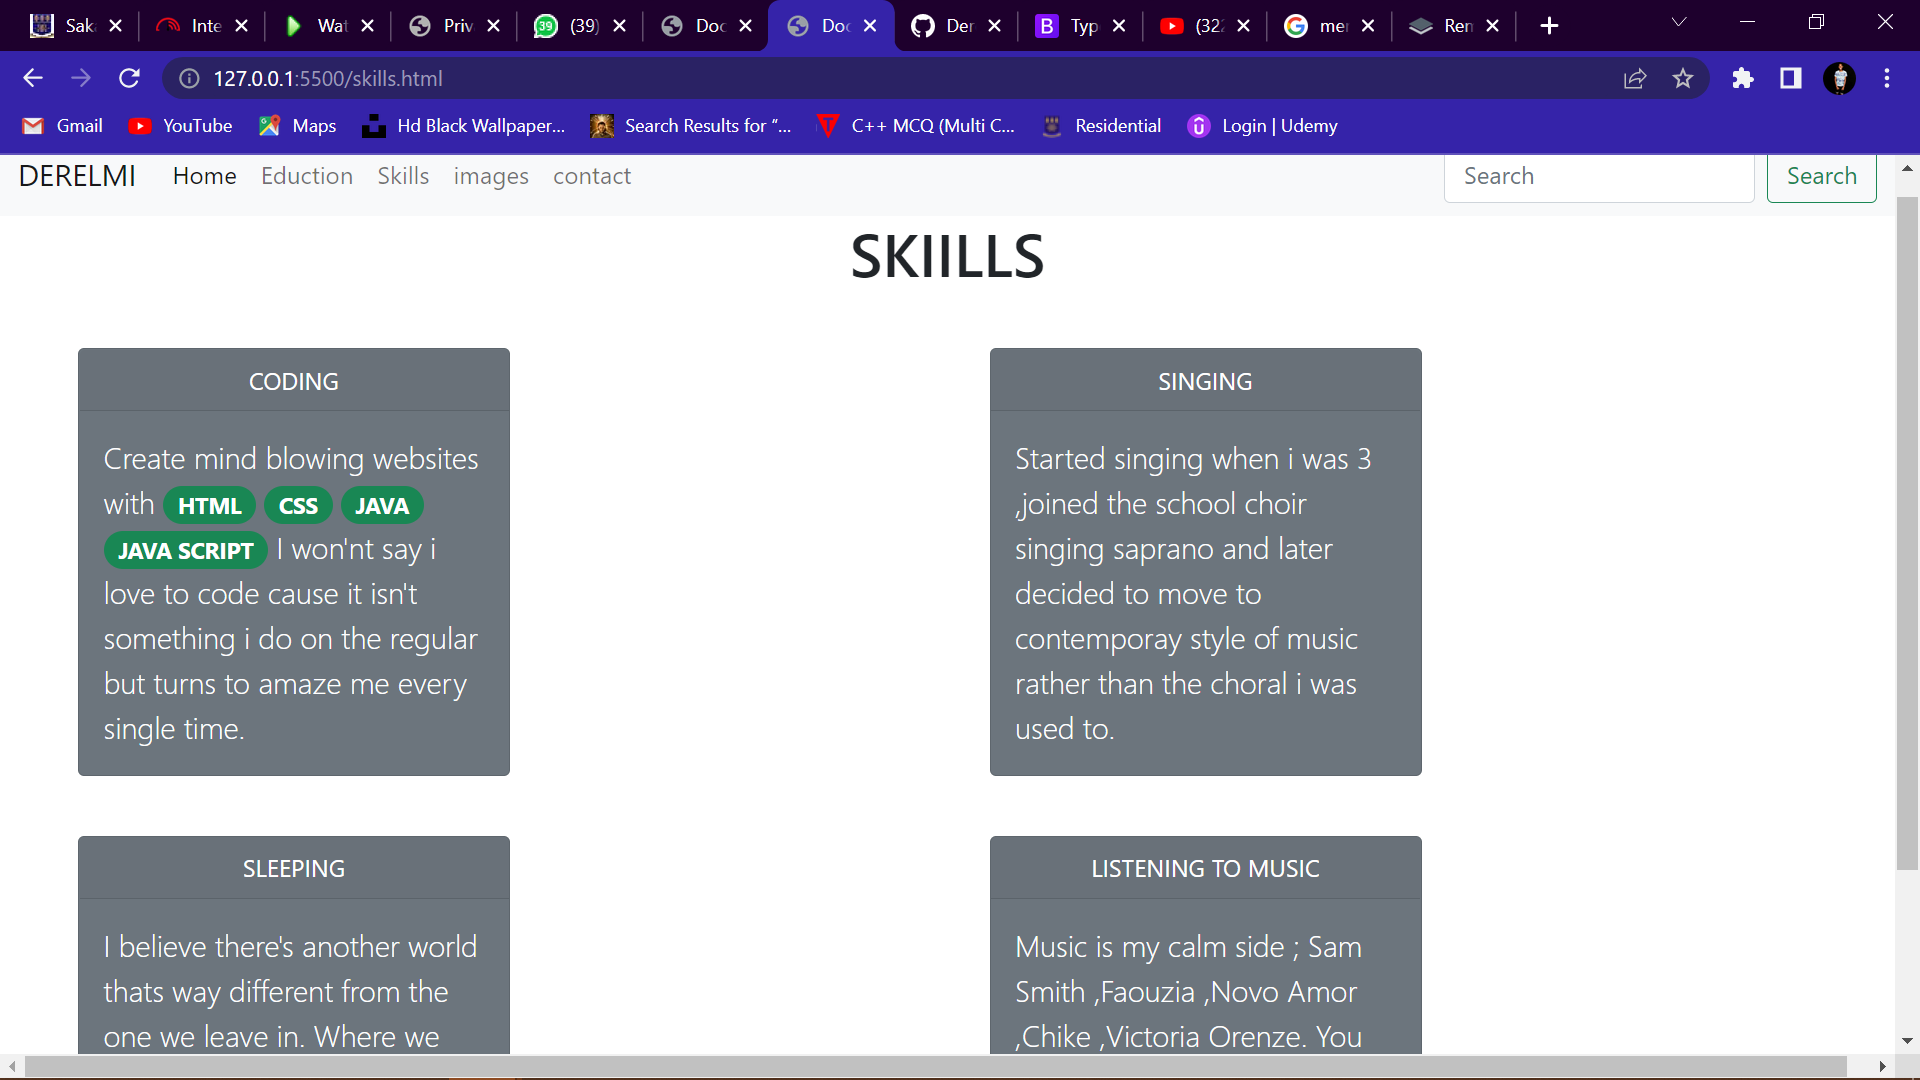 Sak Inte Wat Priv (39) Doc Doc Der B Typ (32 me Ren
127.0.0.1:5500/skills.html
Gmail YouTube Maps Hd Black Wallpaper... Search Results for “... C++ MCQ (Multi C... Residential Login | Udemy
DERELMI Home Eduction Skills images contact Search Search
SKIILLS
CODING
Create mind blowing websites
with HTML CSS JAVA
JAVA SCRIPT I won'nt say i
love to code cause it isn't
something i do on the regular
but turns to amaze me every
single time.
SINGING
Started singing when i was 3
,joined the school choir
singing saprano and later
decided to move to
contemporay style of music
rather than the choral i was
used to.
SLEEPING
I believe there's another world
thats way different from the
one we leave in. Where we
LISTENING TO MUSIC
Music is my calm side ; Sam
Smith ,Faouzia ,Novo Amor
,Chike ,Victoria Orenze. You